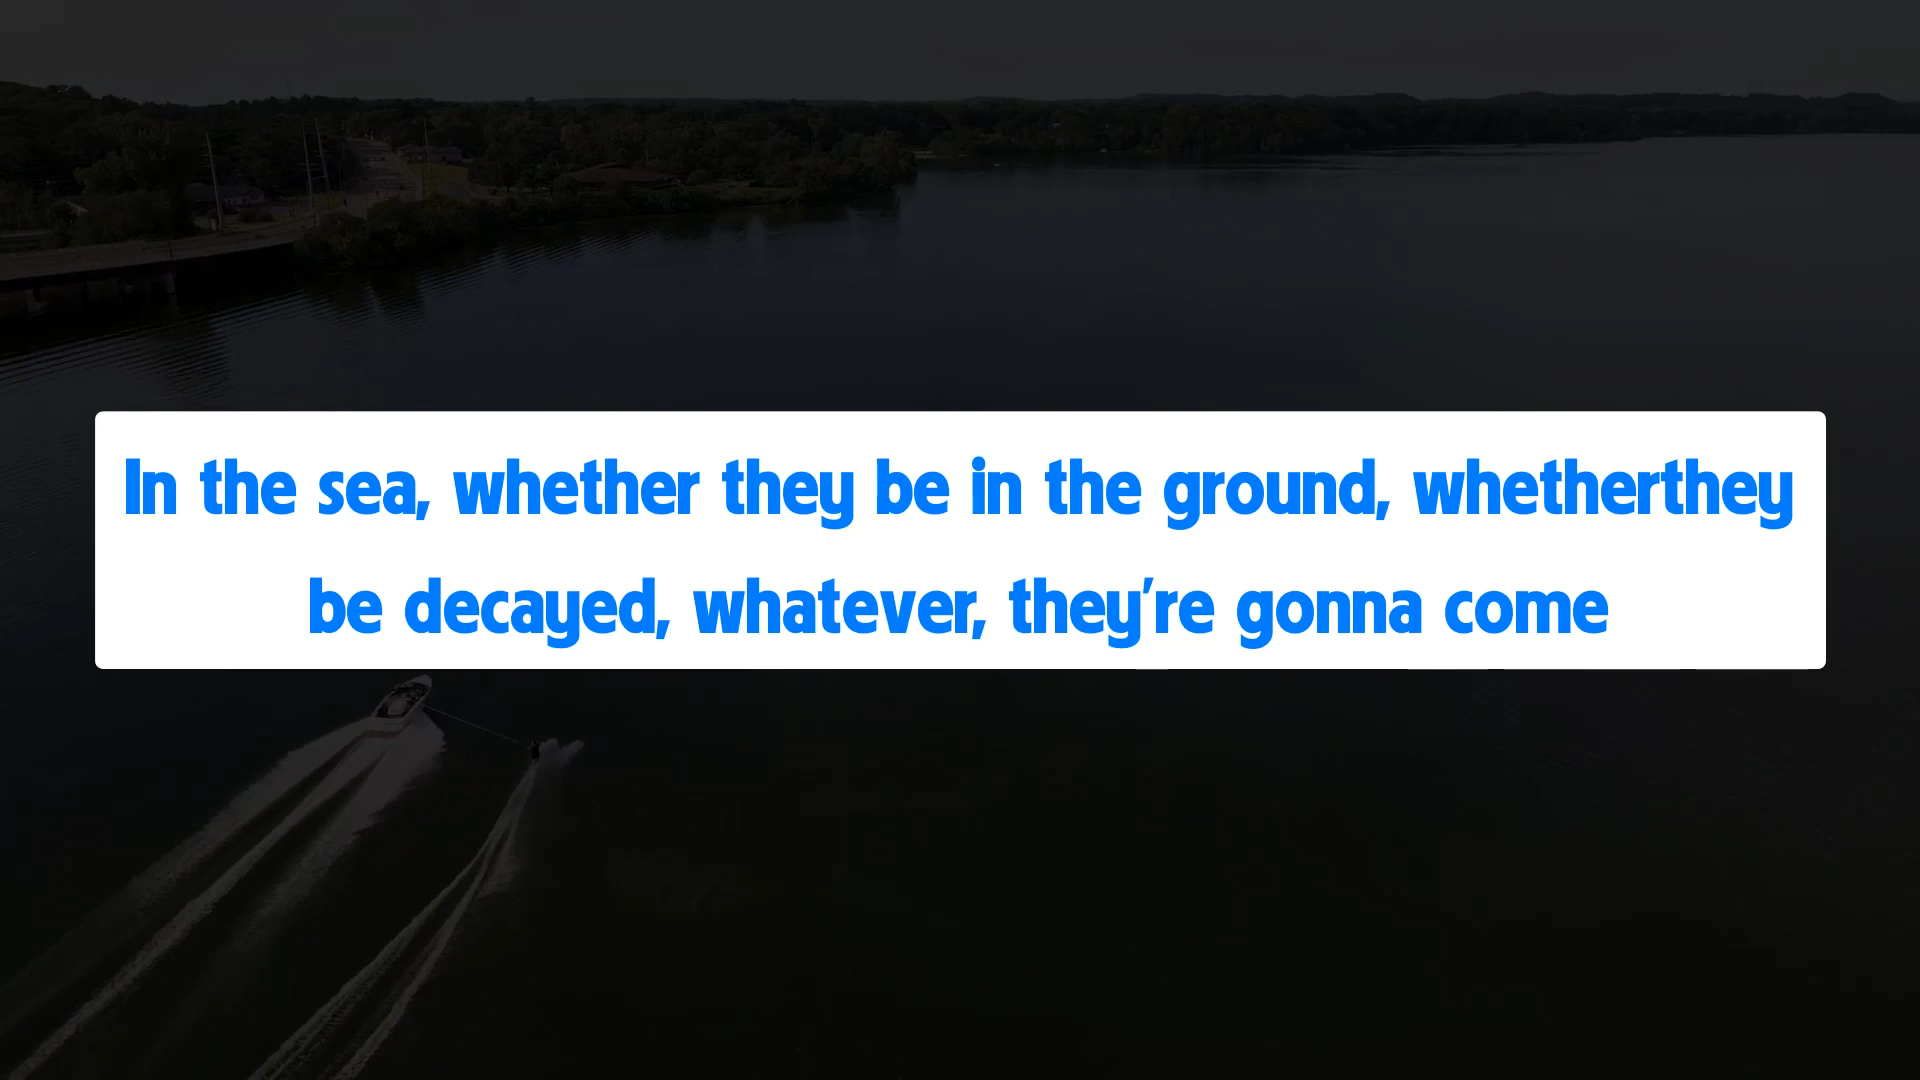 In the sea, whether they be in the ground, whetherthey
be decayed, whatever, they're gonna come